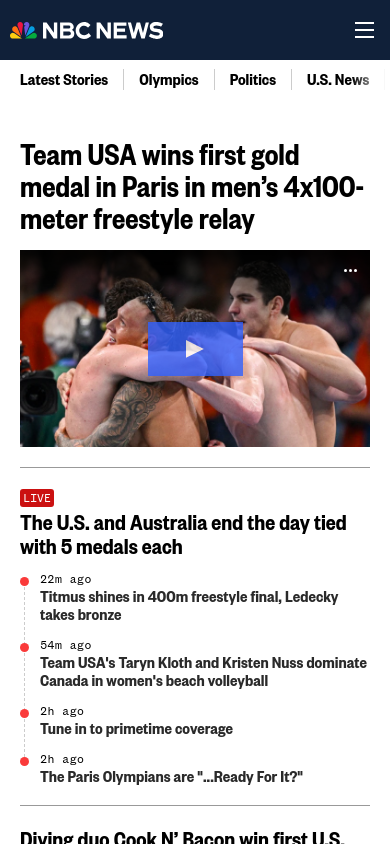 NBC NEWS
Latest Stories
Olympics
Politics
U.S. News
Team USA wins first gold
medal in Paris in men’s 4x100-
meter freestyle relay
LIVE
The U.S. and Australia end the day tied
with 5 medals each
22m ago
Titmus shines in 400m freestyle final, Ledecky
takes bronze
54m ago
Team USA's Taryn Kloth and Kristen Nuss dominate
Canada in women's beach volleyball
2h ago
Tune in to primetime coverage
2h ago
The Paris Olympians are "...Ready For It?"
Diving duo Cook N’ Bacon win first U.S.